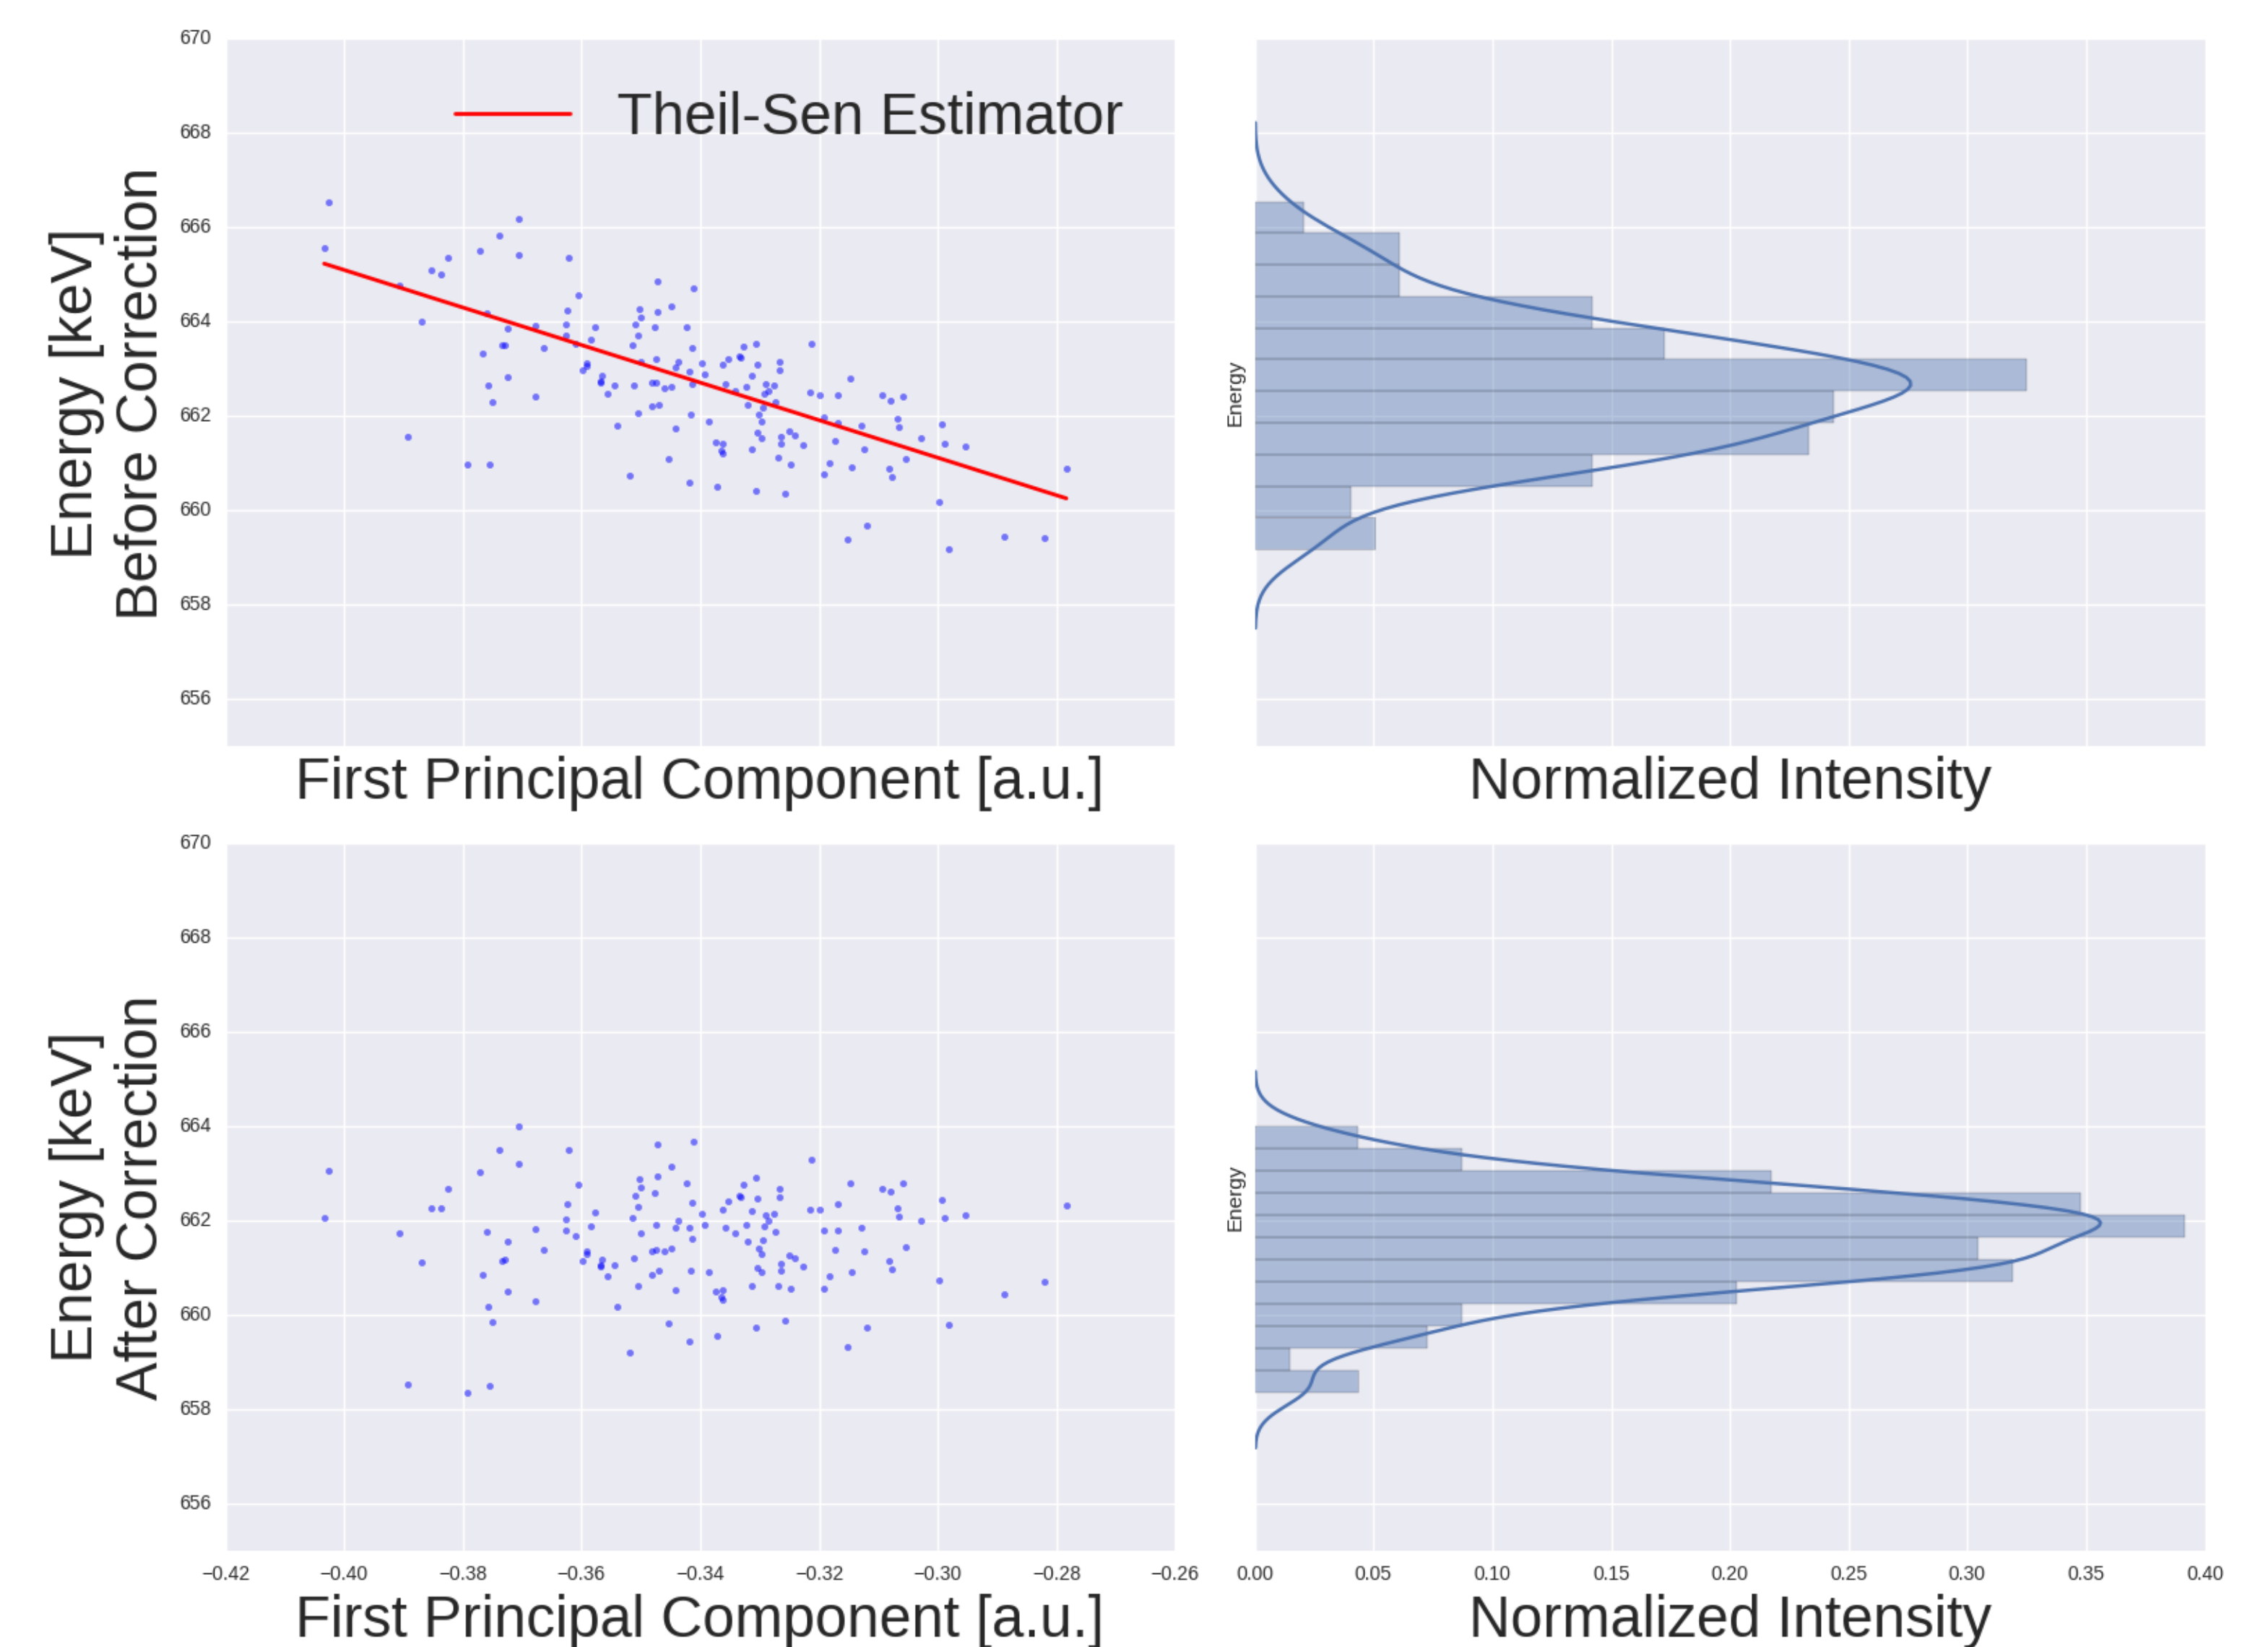 670
668
666
664
662
660
658
656
Energy [keV]
Before Correction
Theil-Sen Estimator
First Principal Component [a.u.]
Energy
Normalized Intensity
670
668
666
664
662
660
658
656
Energy [keV]
After Correction
−0.42 −0.40 −0.38 −0.36 −0.34 −0.32 −0.30 −0.28 −0.26
First Principal Component [a.u.]
Energy
0.00 0.05 0.10 0.15 0.20 0.25 0.30 0.35 0.40
Normalized Intensity